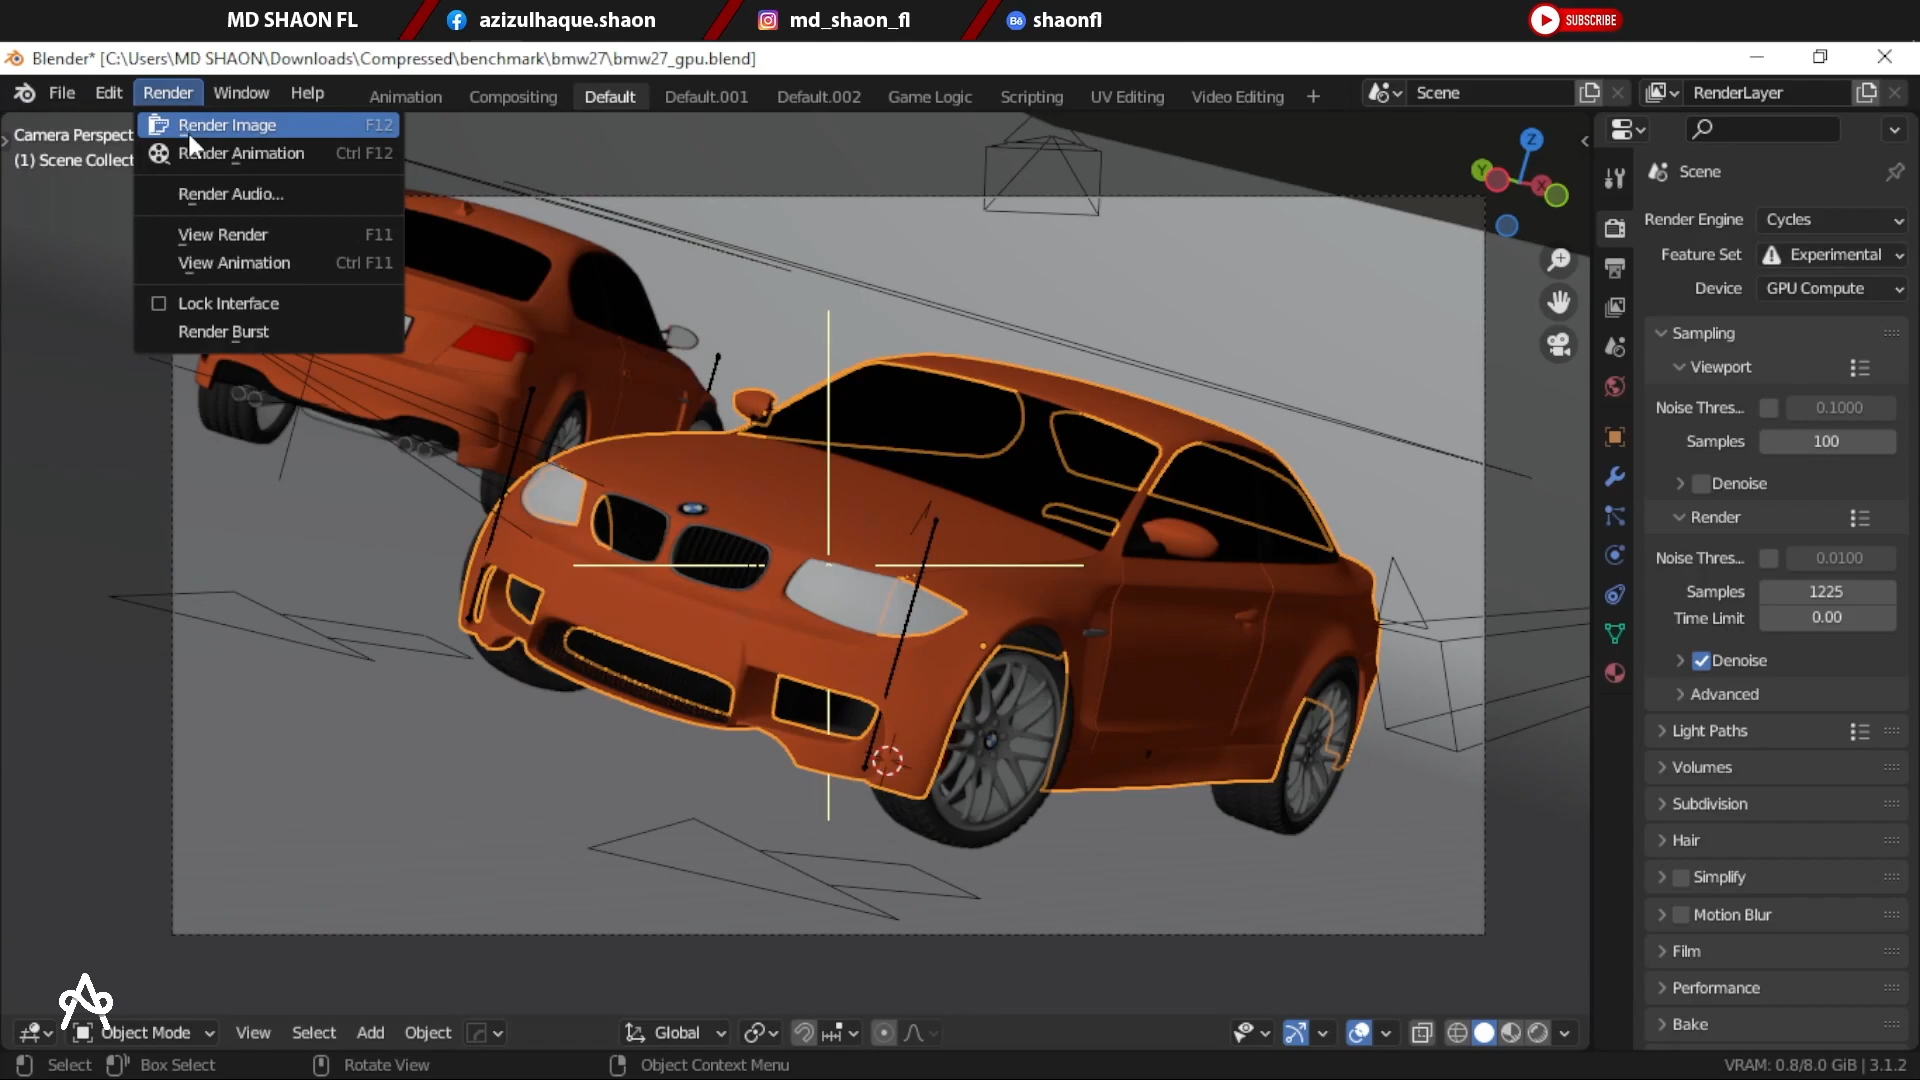 MD SHAON FL
azizulhaque.shaon
md_shaon_fl
Bē shaonfl
SUBSCRIBE
Blender* [C:\Users\MD SHAON\Downloads\Compressed\benchmark\bmw27\bmw27_gpu.blend]
File Edit Render Window Help
Animation Compositing Default Default.001 Default.002 Game Logic Scripting UV Editing Video Editing +
Scene
RenderLayer
Camera Perspect
(1) Scene Collect
Render Image F12
Render Animation Ctrl F12
Render Audio...
View Render F11
View Animation Ctrl F11
Lock Interface
Render Burst
Z
Y
X
Scene
Render Engine Cycles
Feature Set Experimental
Device GPU Compute
Sampling
Viewport
Noise Thres... 0.1000
Samples 100
Denoise
Render
Noise Thres... 0.0100
Samples 1225
Time Limit 0.00
Denoise
Advanced
Light Paths
Volumes
Subdivision
Hair
Simplify
Motion Blur
Film
Performance
Bake
Object Mode View Select Add Object
Global
Select Box Select Rotate View Object Context Menu
VRAM: 0.8/8.0 GiB | 3.1.2